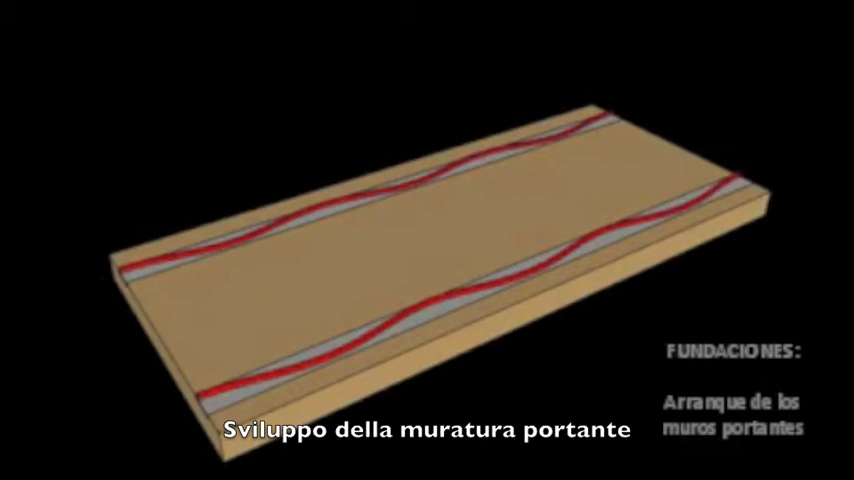 FUNDACIONES:
Arranque de los
muros portantes
Sviluppo della muratura portante